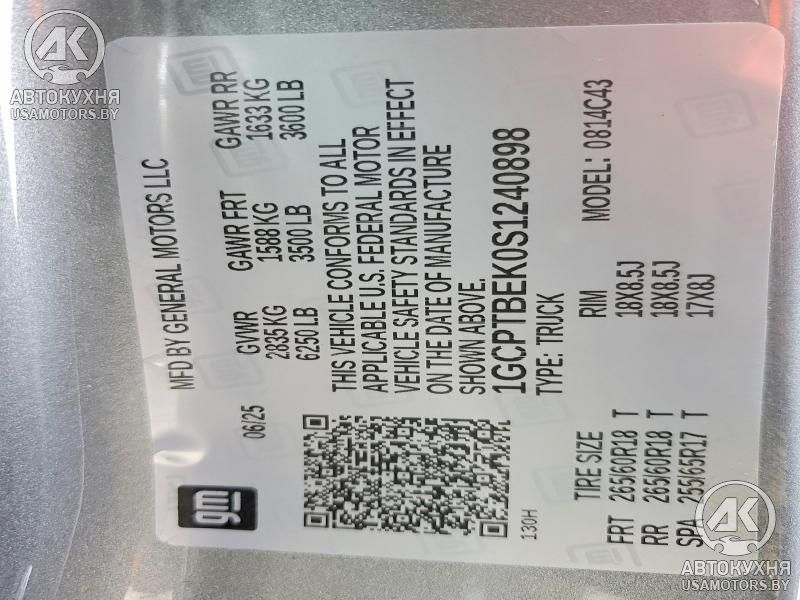 AK
АВТОКУХНЯ
USAMOTORS.BY
MFD BY GENERAL MOTORS LLC
gm
06/25
GVWR GAWR FRT GAWR RR
2835 KG 1588 KG 1633 KG
6250 LB 3500 LB 3600 LB
THIS VEHICLE CONFORMS TO ALL
APPLICABLE U.S. FEDERAL MOTOR
VEHICLE SAFETY STANDARDS IN EFFECT
ON THE DATE OF MANUFACTURE
SHOWN ABOVE.
1GCPTBEK0S1240898
TYPE: TRUCK
130H
MODEL: 0814C43
TIRE SIZE RIM
FRT 265/60R18 T 18X8.5J
RR 265/60R18 T 18X8.5J
SPA 255/65R17 T 17X8J
AK
АВТОКУХНЯ
USAMOTORS.BY